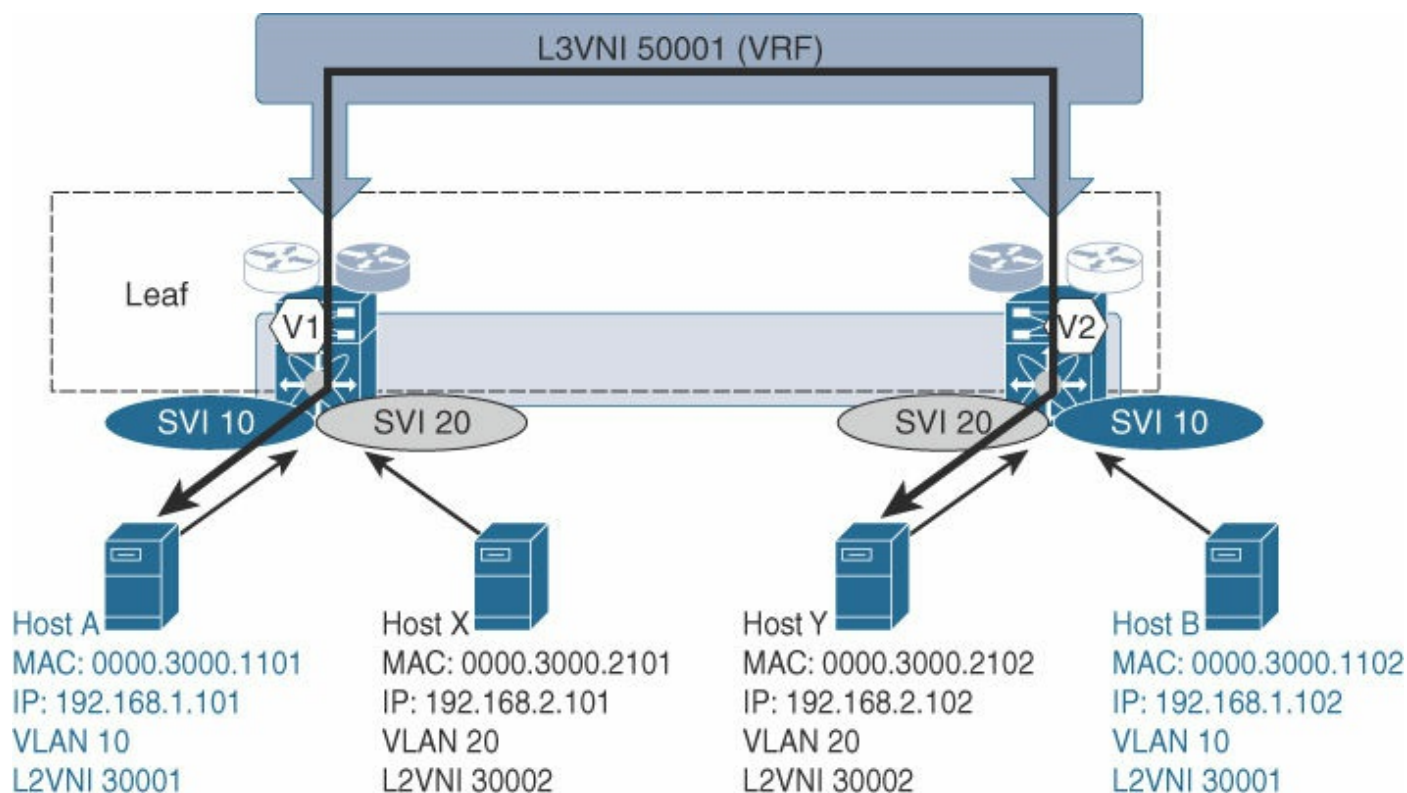 L3VNI 50001 (VRF)
Leaf
V1
V2
SVI 10
SVI 20
SVI 20
SVI 10
Host A
MAC: 0000.3000.1101
IP: 192.168.1.101
VLAN 10
L2VNI 30001
Host X
MAC: 0000.3000.2101
IP: 192.168.2.101
VLAN 20
L2VNI 30002
Host Y
MAC: 0000.3000.2102
IP: 192.168.2.102
VLAN 20
L2VNI 30002
Host B
MAC: 0000.3000.1102
IP: 192.168.1.102
VLAN 10
L2VNI 30001